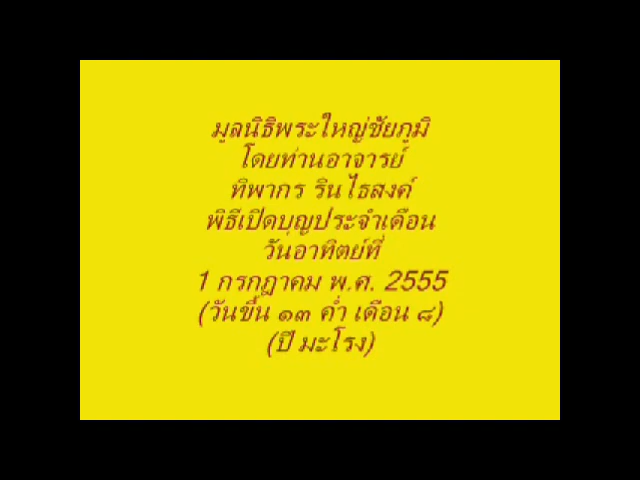 มูลนิธิพระใหญ่ชัยภูมิ
โดยท่านอาจารย์
ทิพากร รินไธสงค์
พิธีเปิดบุญประจำเดือน
วันอาทิตย์ที่
1 กรกฎาคม พ.ศ. 2555
(วันขึ้น ๑๓ ค่ำ เดือน ๘)
(ปี มะโรง)